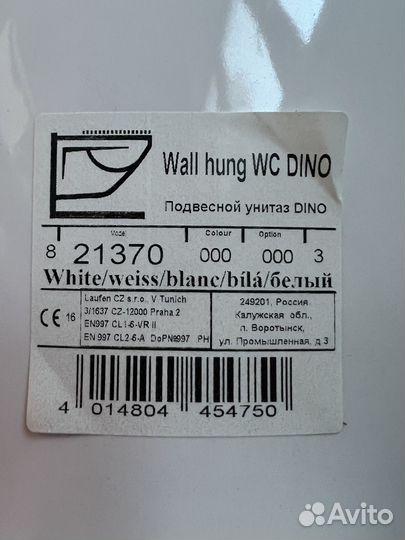 Wall hung WC DINO
Подвесной унитаз DINO
Model Colour Option
8 21370 000 000 3
White/weiss/blanc/bílá/белый
CE 16
Laufen CZ s.r.o. V Tunich
3/1637 CZ-12000 Praha 2
EN997 CL1-6-VR II
EN 997 CL2-6-A DoPN9997 PH
249201, Россия
Калужская обл.,
п. Воротынск,
ул. Промышленная, д.3
4 014804 454750
Avito